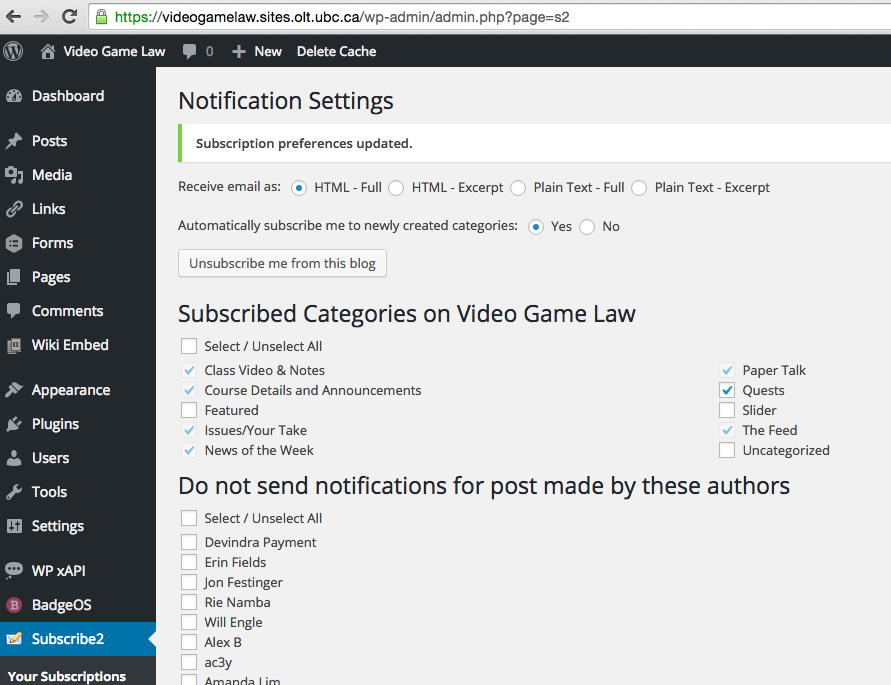 https://videogamelaw.sites.olt.ubc.ca/wp-admin/admin.php?page=s2
Video Game Law 0 New Delete Cache
Dashboard
Posts
Media
Links
Forms
Pages
Comments
Wiki Embed
Appearance
Plugins
Users
Tools
Settings
WP xAPI
BadgeOS
Subscribe2
Your Subscriptions
Notification Settings
Subscription preferences updated.
Receive email as: HTML - Full HTML - Excerpt Plain Text - Full Plain Text - Excerpt
Automatically subscribe me to newly created categories: Yes No
Unsubscribe me from this blog
Subscribed Categories on Video Game Law
Select / Unselect All
Class Video & Notes
Course Details and Announcements
Featured
Issues/Your Take
News of the Week
Paper Talk
Quests
Slider
The Feed
Uncategorized
Do not send notifications for post made by these authors
Select / Unselect All
Devindra Payment
Erin Fields
Jon Festinger
Rie Namba
Will Engle
Alex B
ac3y
Amanda Lim